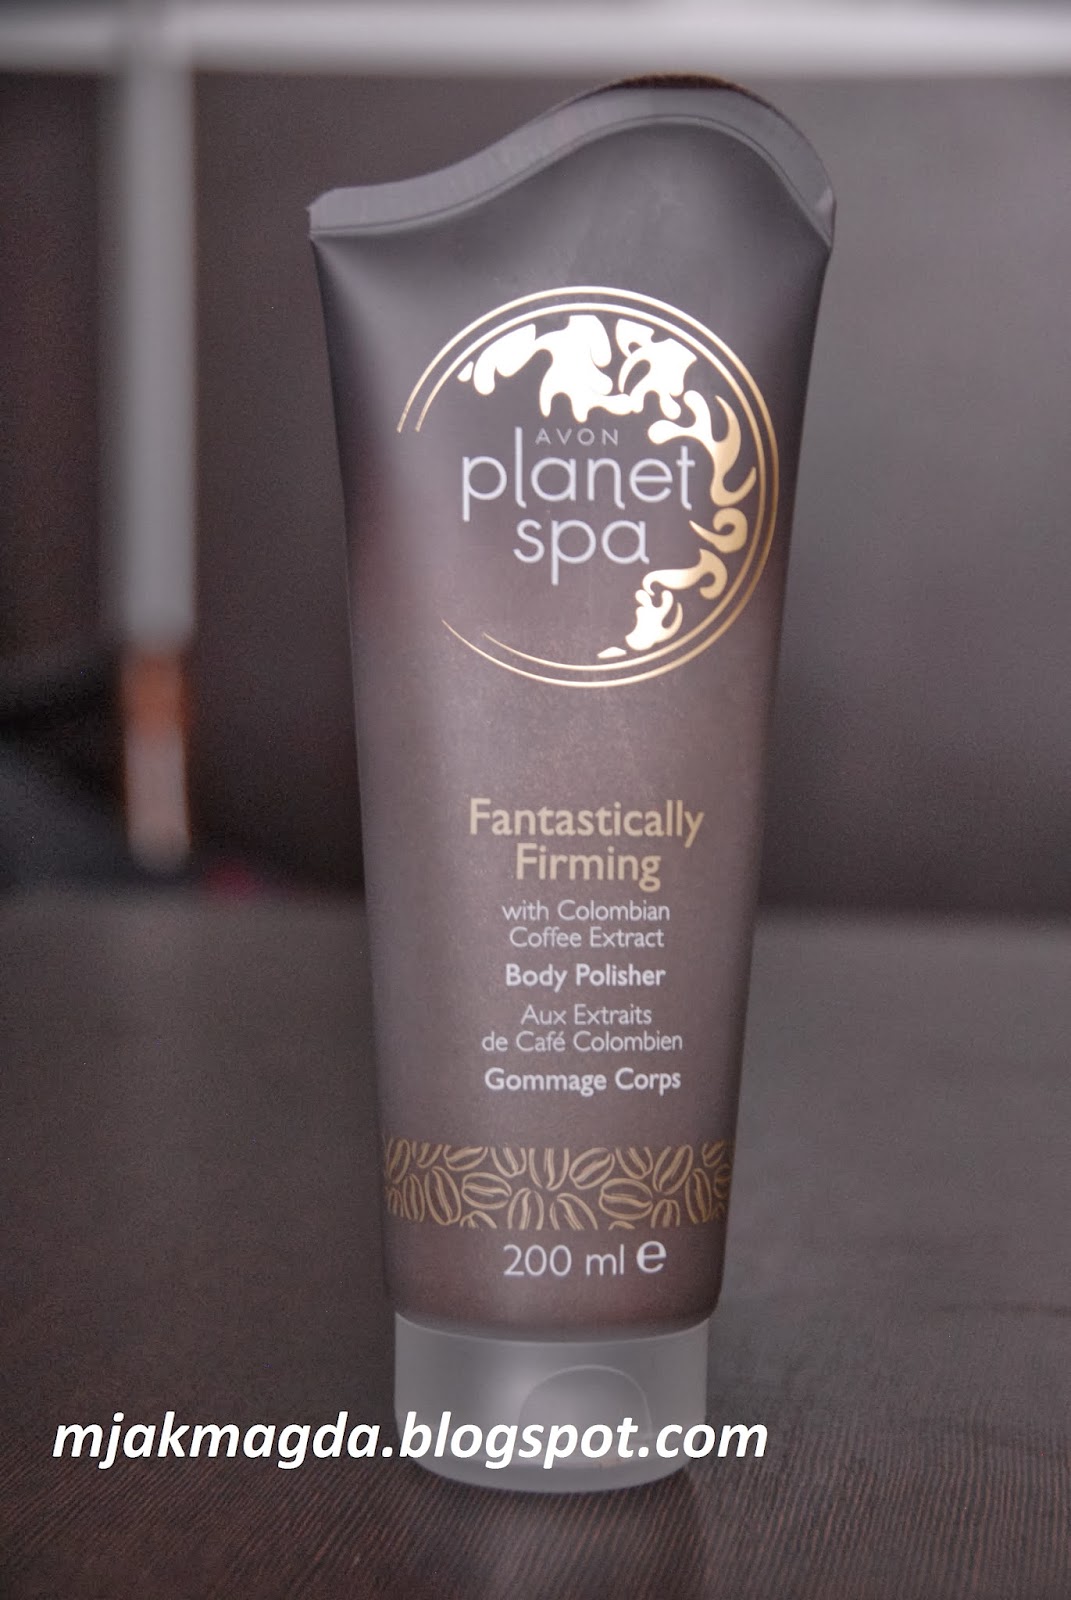 AVON
planet
spa
Fantastically
Firming
with Colombian
Coffee Extract
Body Polisher
Aux Extraits
de Café Colombien
Gommage Corps
200 ml e
mjakmagda.blogspot.com